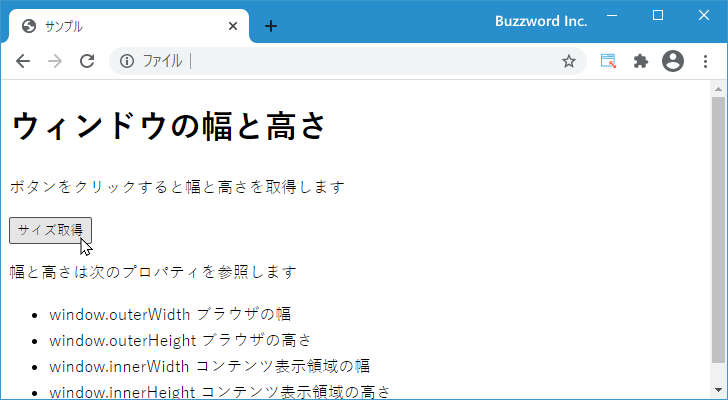 サンプル
Buzzword Inc.
ファイル
ウィンドウの幅と高さ
ボタンをクリックすると幅と高さを取得します
サイズ取得
幅と高さは次のプロパティを参照します
window.outerWidth ブラウザの幅
window.outerHeight ブラウザの高さ
window.innerWidth コンテンツ表示領域の幅
window.innerHeight コンテンツ表示領域の高さ